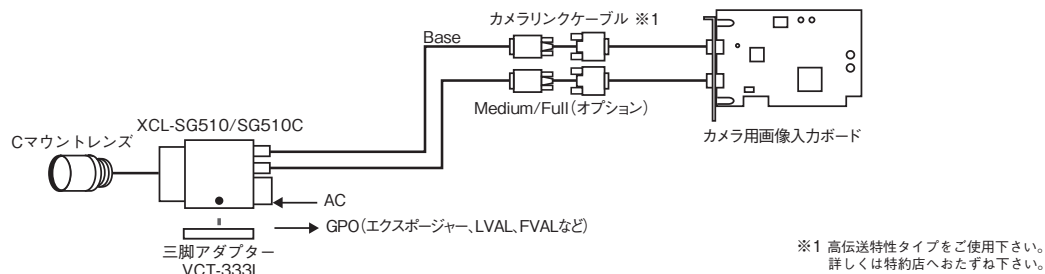 カメラリンクケーブル ※1
Base
Medium/Full(オプション)
カメラ用画像入力ボード
XCL-SG510/SG510C
Cマウントレンズ
AC
GPO(エクスポージャー、LVAL、FVALなど)
三脚アダプター
VCT-333I
※1 高伝送特性タイプをご使用下さい。
詳しくは特約店へおたずね下さい。